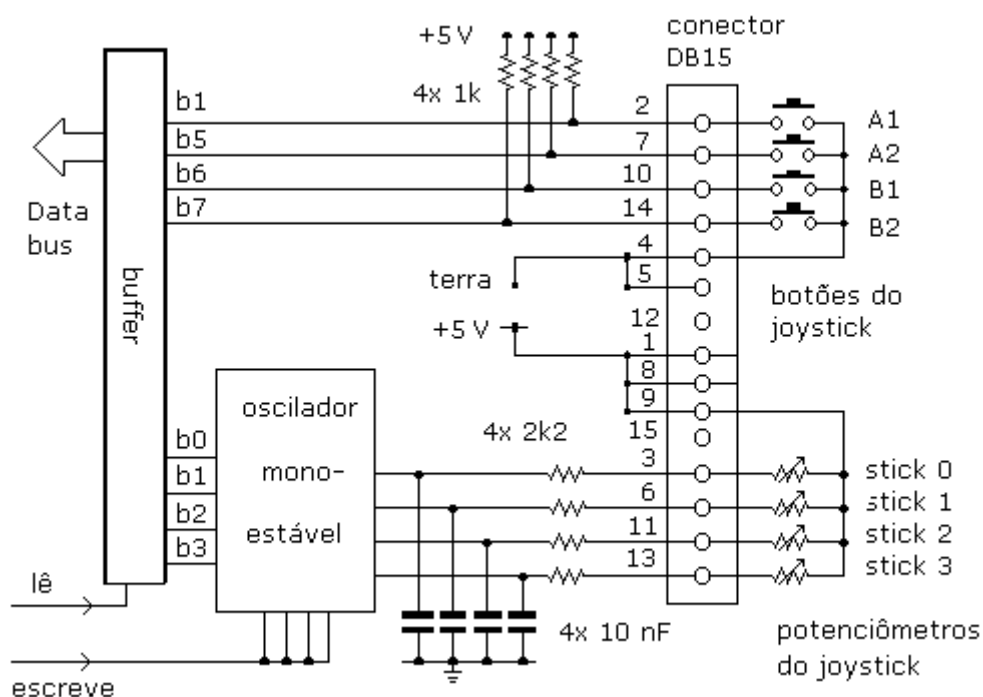 conector
DB15
+5 V
4x 1k
b1
b5
b6
b7
2
7
10
14
4
5
12
1
8
9
15
3
6
11
13
A1
A2
B1
B2
Data
bus
buffer
terra
+5 V
botões do
joystick
oscilador
mono-
estável
b0
b1
b2
b3
4x 2k2
stick 0
stick 1
stick 2
stick 3
lê
escreve
4x 10 nF
potenciômetros
do joystick